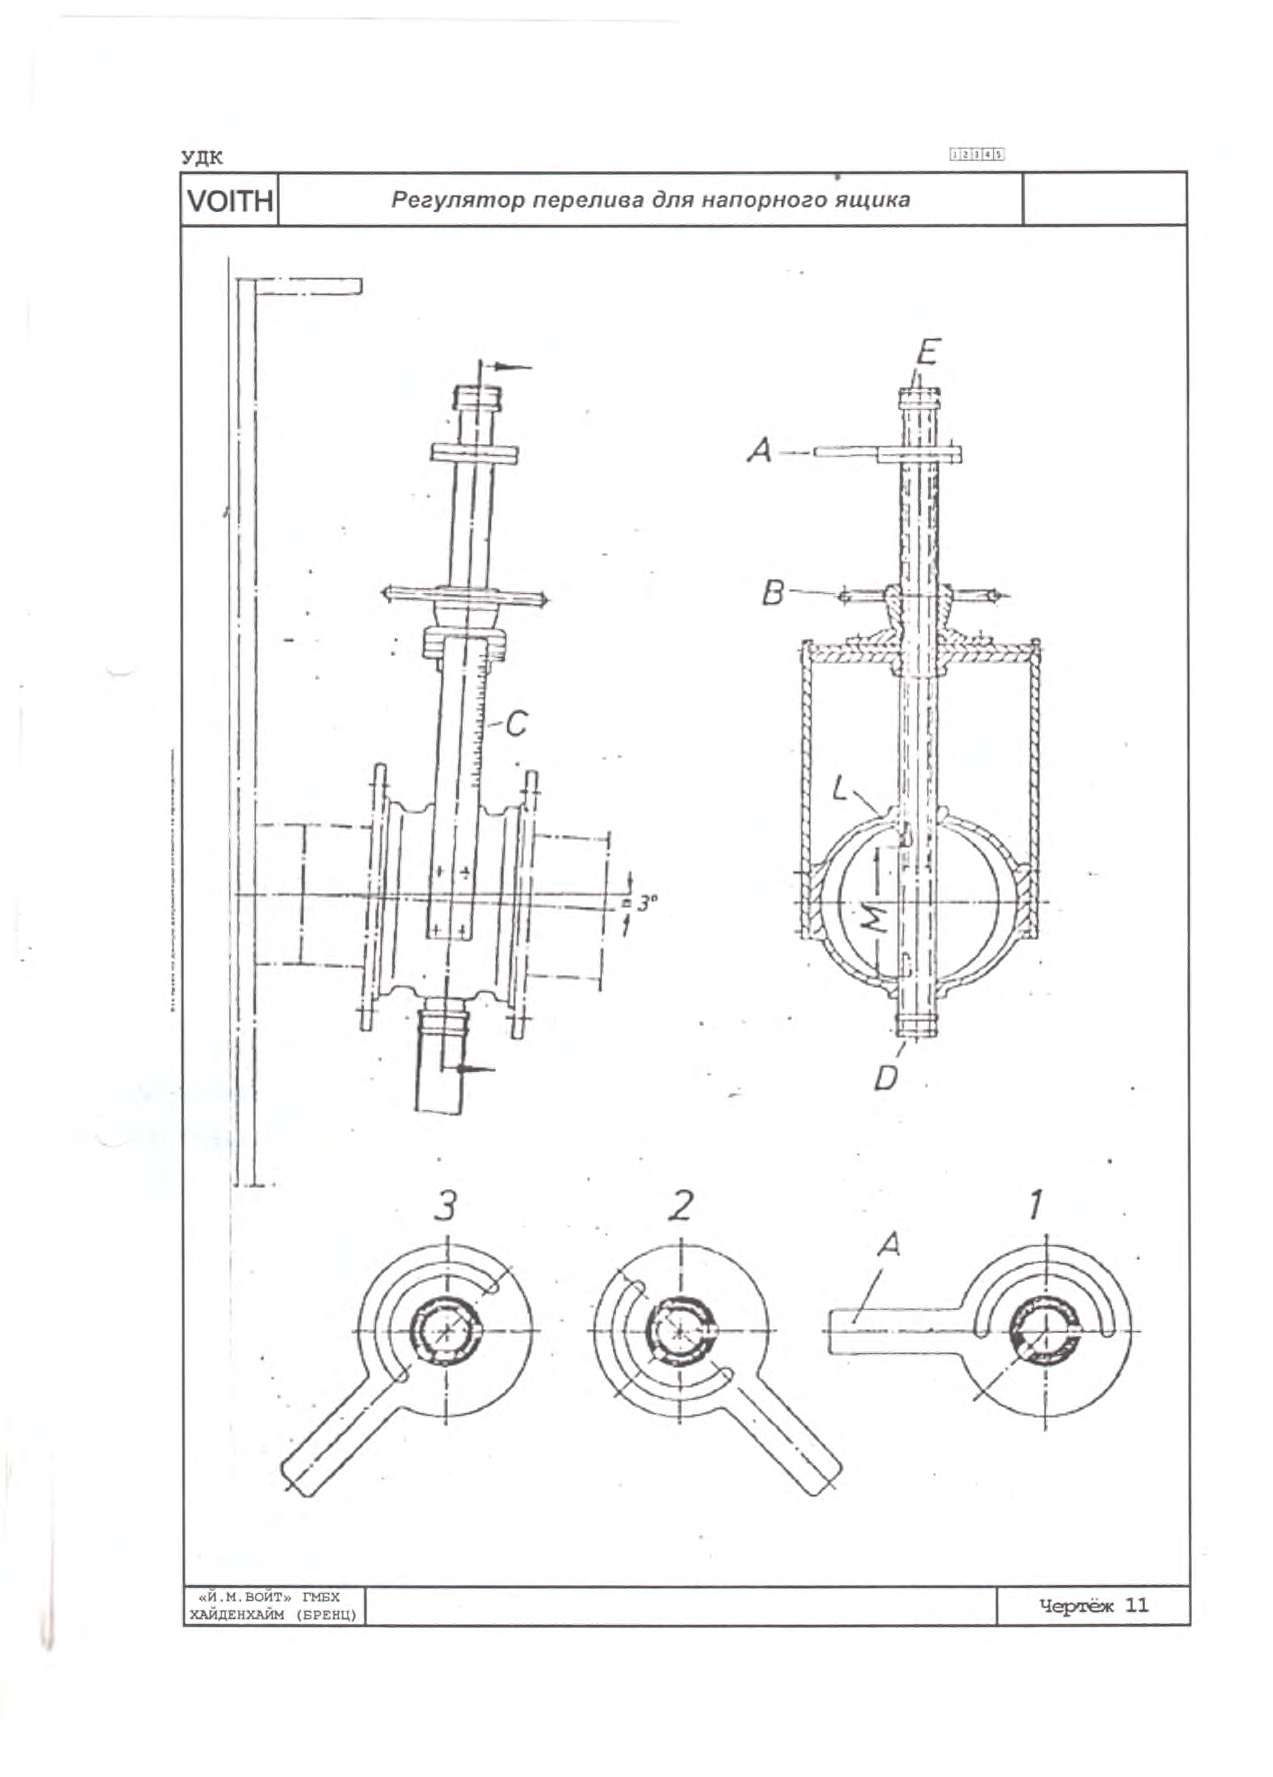 УДК
1 2 3 4 5
VOITH
Регулятор перелива для напорного ящика
E
A
B
C
L
M
3°
D
3
2
1
A
«Й.М.ВОЙТ» ГМБХ
ХАЙДЕНХАЙМ (БРЕНЦ)
Чертёж 11